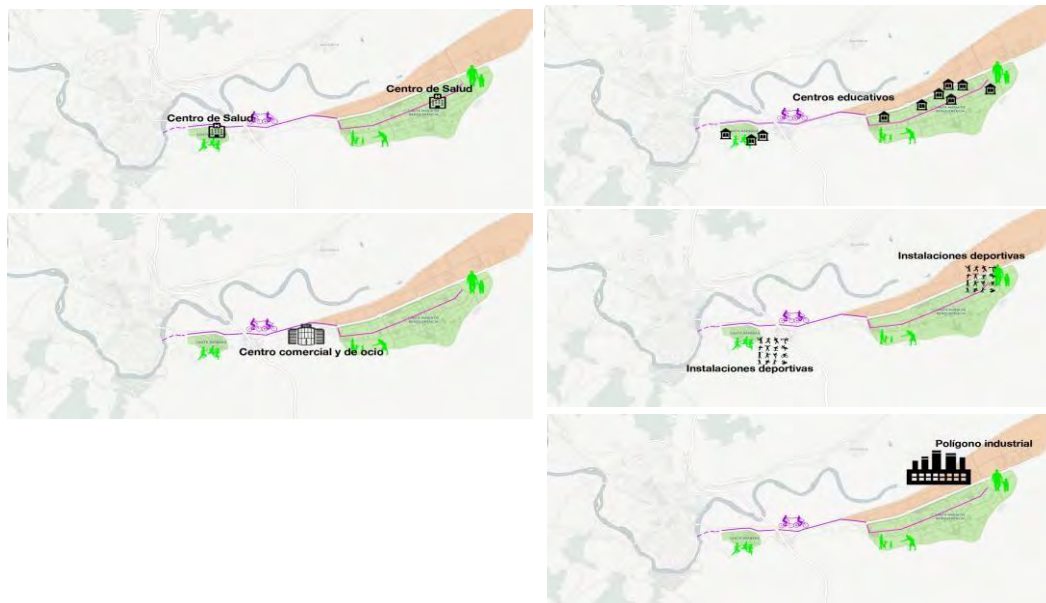 Centro de Salud
Centro de Salud
Centros educativos
Centro comercial y de ocio
Instalaciones deportivas
Instalaciones deportivas
Polígono industrial